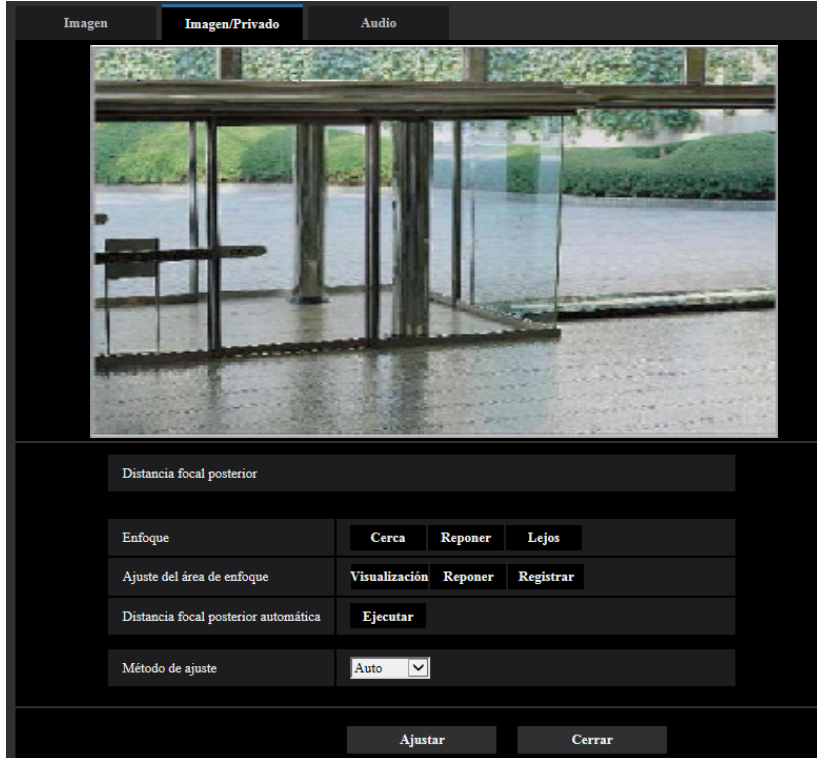 Imagen Imagen/Privado Audio
Distancia focal posterior
Enfoque Cerca Reponer Lejos
Ajuste del área de enfoque Visualización Reponer Registrar
Distancia focal posterior automática Ejecutar
Método de ajuste Auto
Ajustar Cerrar